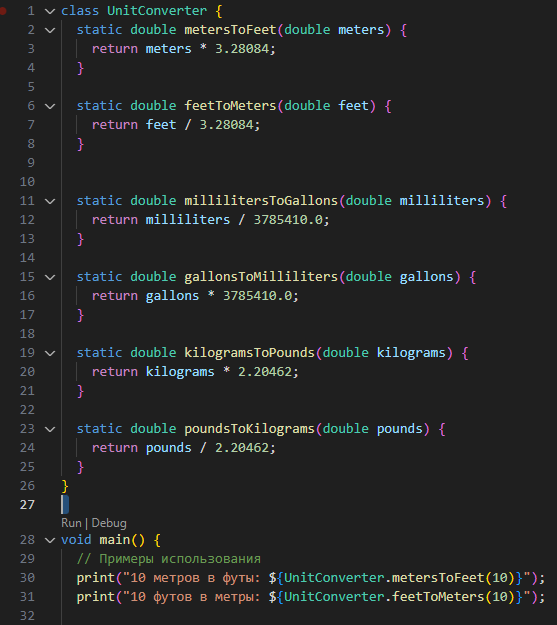 1 class UnitConverter {
2 static double metersToFeet(double meters) {
3 return meters * 3.28084;
4 }
5
6 static double feetToMeters(double feet) {
7 return feet / 3.28084;
8 }
9
10
11 static double millilitersToGallons(double milliliters) {
12 return milliliters / 3785410.0;
13 }
14
15 static double gallonsToMilliliters(double gallons) {
16 return gallons * 3785410.0;
17 }
18
19 static double kilogramsToPounds(double kilograms) {
20 return kilograms * 2.20462;
21 }
22
23 static double poundsToKilograms(double pounds) {
24 return pounds / 2.20462;
25 }
26 }
27
Run | Debug
28 void main() {
29 // Примеры использования
30 print("10 метров в футы: ${UnitConverter.metersToFeet(10)}");
31 print("10 футов в метры: ${UnitConverter.feetToMeters(10)}");
32